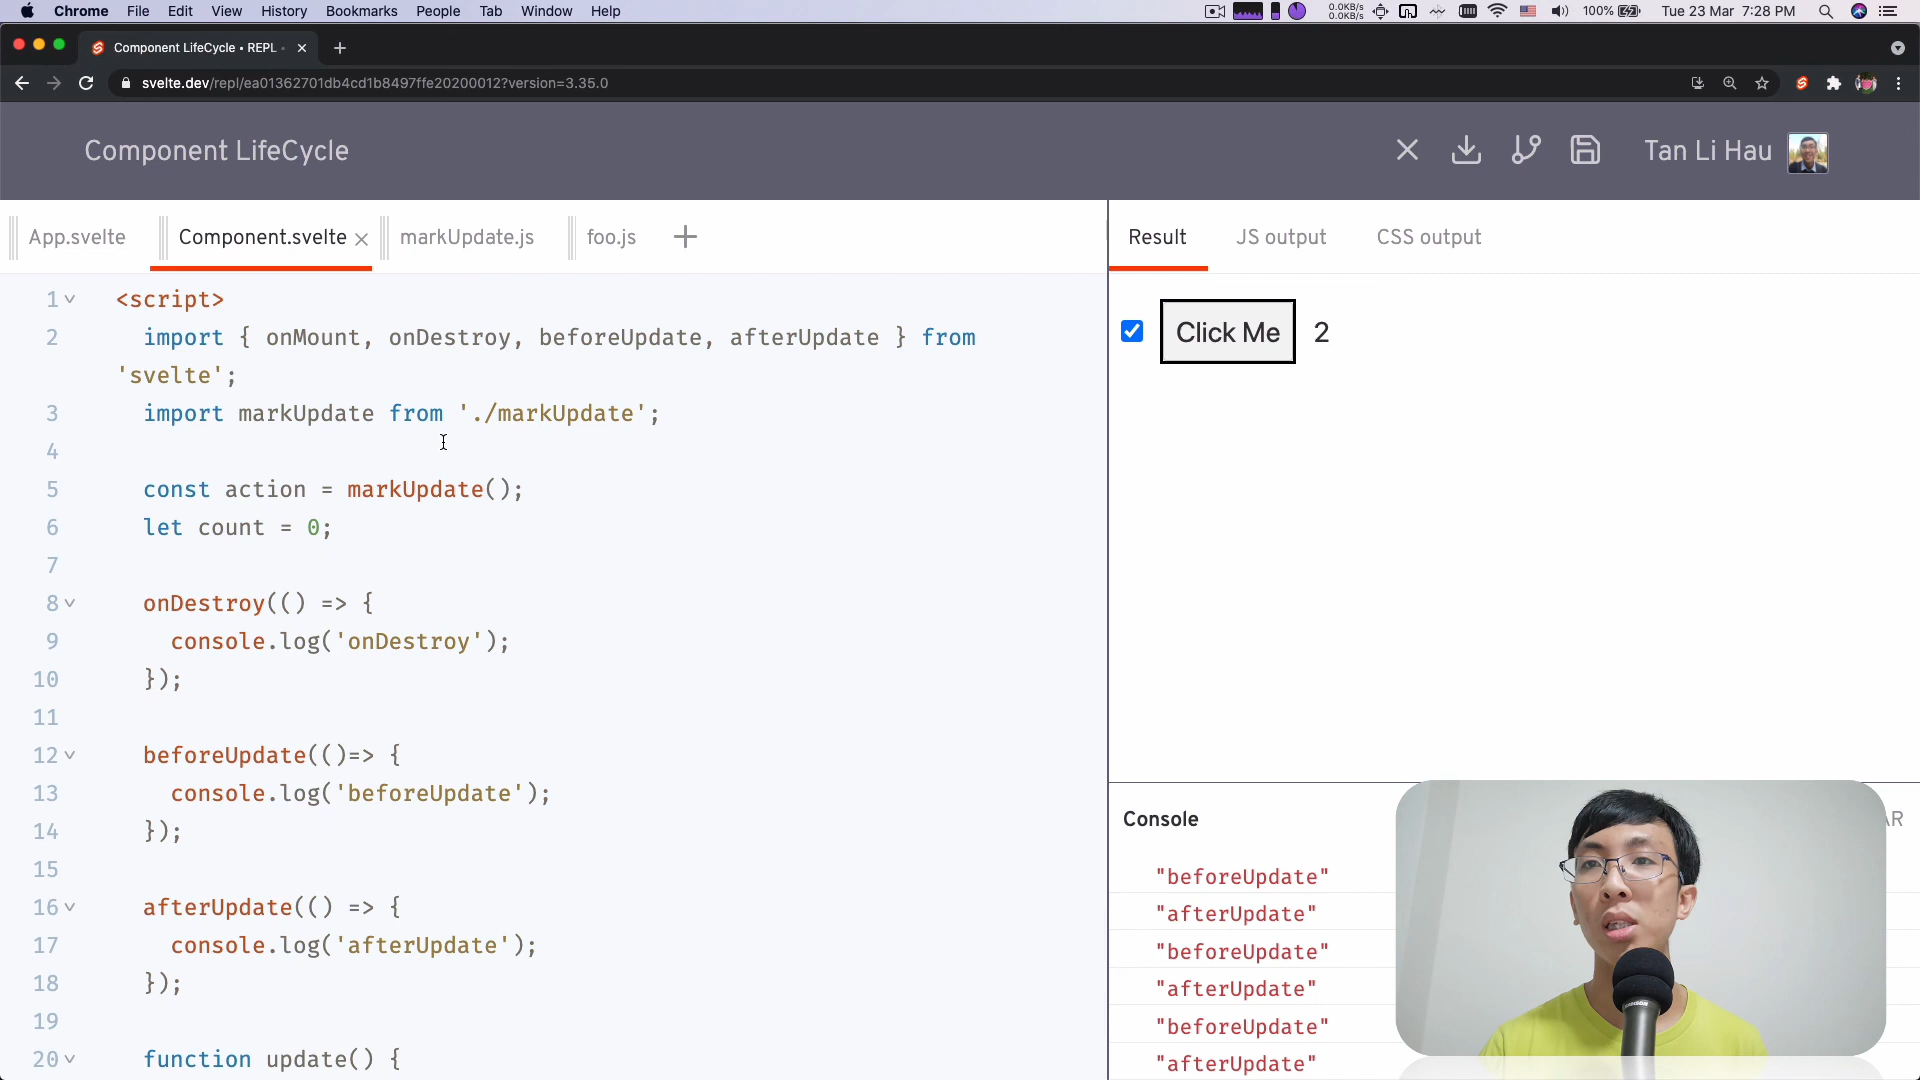 Chrome File Edit View History Bookmarks People Tab Window Help
0.0KB/s
0.0KB/s
100%
Tue 23 Mar 7:28 PM
Component LifeCycle • REPL
svelte.dev/repl/ea01362701db4cd1b8497ffe20200012?version=3.35.0
Component LifeCycle
Tan Li Hau
App.svelte
Component.svelte
markUpdate.js
foo.js
Result
JS output
CSS output
1 <script>
2 import { onMount, onDestroy, beforeUpdate, afterUpdate } from
'svelte';
3 import markUpdate from './markUpdate';
4
5 const action = markUpdate();
6 let count = 0;
7
8 onDestroy(() => {
9 console.log('onDestroy');
10 });
11
12 beforeUpdate(()=> {
13 console.log('beforeUpdate');
14 });
15
16 afterUpdate(() => {
17 console.log('afterUpdate');
18 });
19
20 function update() {
Click Me 2
Console
"beforeUpdate"
"afterUpdate"
"beforeUpdate"
"afterUpdate"
"beforeUpdate"
"afterUpdate"